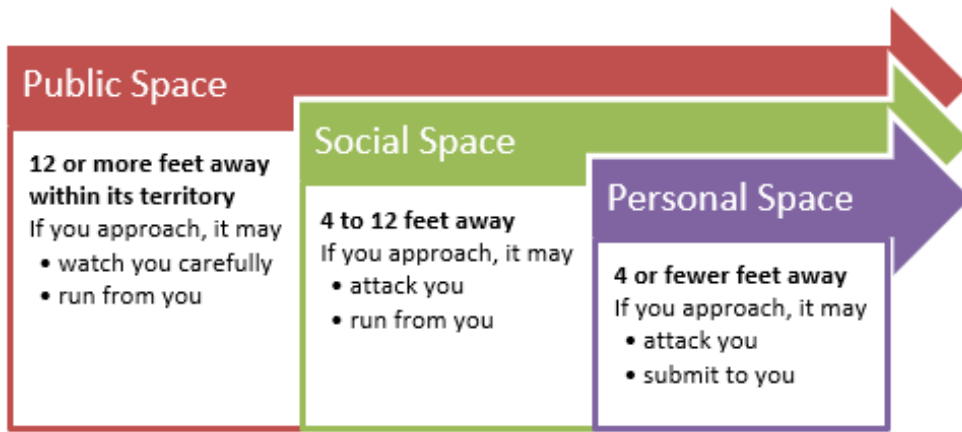 Public Space
12 or more feet away
within its territory
If you approach, it may
• watch you carefully
• run from you
Social Space
4 to 12 feet away
If you approach, it may
• attack you
• run from you
Personal Space
4 or fewer feet away
If you approach, it may
• attack you
• submit to you